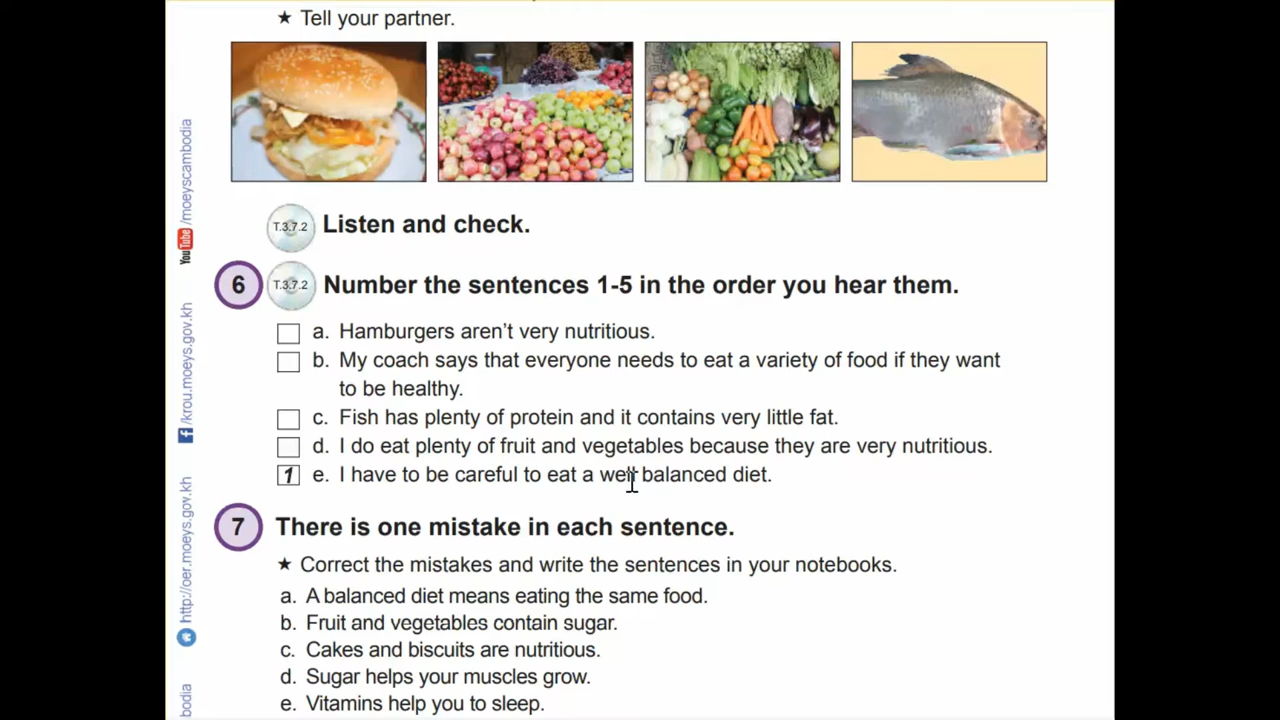 ★ Tell your partner.
T.3.7.2 Listen and check.
6 T.3.7.2 Number the sentences 1-5 in the order you hear them.
a. Hamburgers aren't very nutritious.
b. My coach says that everyone needs to eat a variety of food if they want
to be healthy.
c. Fish has plenty of protein and it contains very little fat.
d. I do eat plenty of fruit and vegetables because they are very nutritious.
1 e. I have to be careful to eat a well balanced diet.
7 There is one mistake in each sentence.
★ Correct the mistakes and write the sentences in your notebooks.
a. A balanced diet means eating the same food.
b. Fruit and vegetables contain sugar.
c. Cakes and biscuits are nutritious.
d. Sugar helps your muscles grow.
e. Vitamins help you to sleep.
YouTube /moeyscambodia
f /krou.moeys.gov.kh
http://oer.moeys.gov.kh
bodia